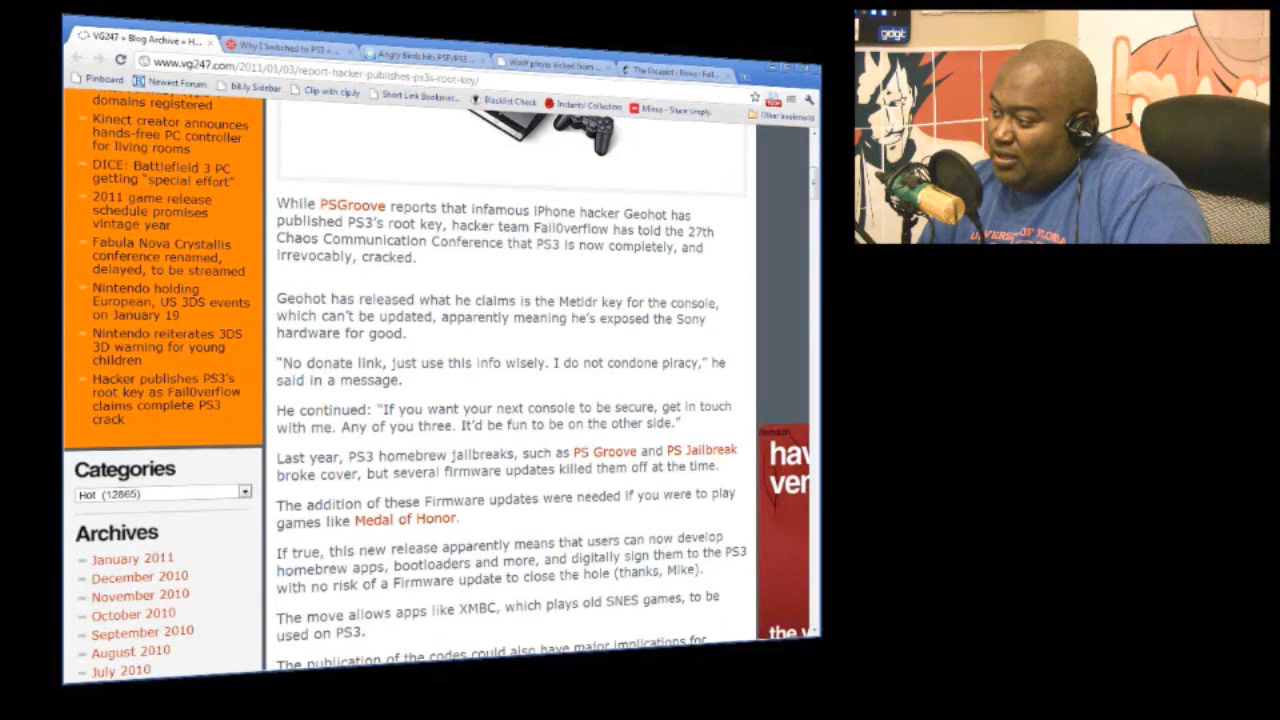 VG247 » Blog Archive » H...
Why I Switched to PS3
Angry Birds hits PSP/PS3
WoW player kicked from
The Escapist : News : Fall
www.vg247.com/2011/01/03/report-hacker-publishes-ps3s-root-key/
Pinboard
Newest Forum
bit.ly Sidebar
Clip with clp.ly
Short Link Bookmar...
Blacklist Check
Instants! Collection
Minus - Share simply.
Other bookmarks
domains registered
Kinect creator announces
hands-free PC controller
for living rooms
DICE: Battlefield 3 PC
getting "special effort"
2011 game release
schedule promises
vintage year
Fabula Nova Crystallis
conference renamed,
delayed, to be streamed
Nintendo holding
European, US 3DS events
on January 19
Nintendo reiterates 3DS
3D warning for young
children
Hacker publishes PS3's
root key as Fail0verflow
claims complete PS3
crack
Categories
Hot (12865)
Archives
January 2011
December 2010
November 2010
October 2010
September 2010
August 2010
July 2010
While PSGroove reports that infamous iPhone hacker Geohot has
published PS3's root key, hacker team Fail0verflow has told the 27th
Chaos Communication Conference that PS3 is now completely, and
irrevocably, cracked.
Geohot has released what he claims is the Metldr key for the console,
which can't be updated, apparently meaning he's exposed the Sony
hardware for good.
"No donate link, just use this info wisely. I do not condone piracy," he
said in a message.
He continued: "If you want your next console to be secure, get in touch
with me. Any of you three. It'd be fun to be on the other side."
Last year, PS3 homebrew jailbreaks, such as PS Groove and PS Jailbreak
broke cover, but several firmware updates killed them off at the time.
The addition of these Firmware updates were needed if you were to play
games like Medal of Honor.
If true, this new release apparently means that users can now develop
homebrew apps, bootloaders and more, and digitally sign them to the PS3
with no risk of a Firmware update to close the hole (thanks, Mike).
The move allows apps like XMBC, which plays old SNES games, to be
used on PS3.
The publication of the codes could also have major implications for
hav
ver
the v
gdgt
UNIVERSITY OF FLORIDA